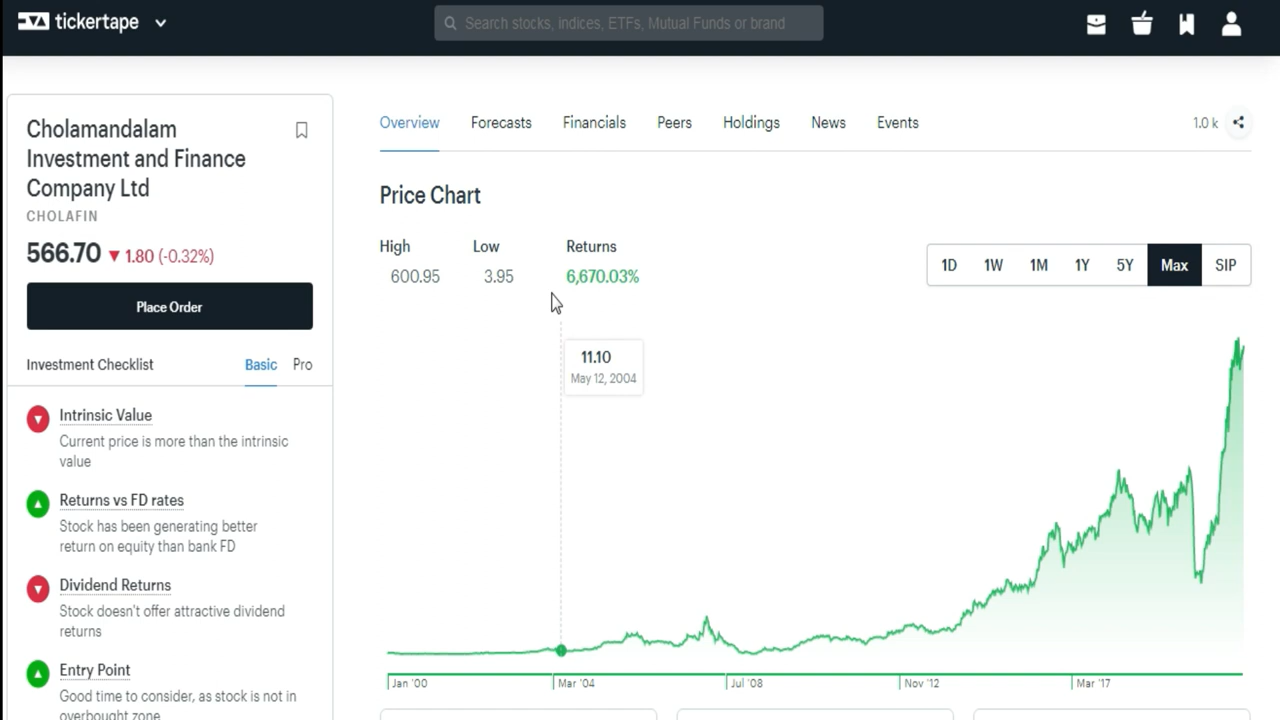 tickertape
Search stocks, indices, ETFs, Mutual Funds or brand
Cholamandalam
Investment and Finance
Company Ltd
CHOLAFIN
566.70 ▼ 1.80 (-0.32%)
Place Order
Investment Checklist Basic Pro
Intrinsic Value
Current price is more than the intrinsic
value
Returns vs FD rates
Stock has been generating better
return on equity than bank FD
Dividend Returns
Stock doesn't offer attractive dividend
returns
Entry Point
Good time to consider, as stock is not in
overbought zone
Overview Forecasts Financials Peers Holdings News Events
1.0 k
Price Chart
High Low Returns
600.95 3.95 6,670.03%
1D 1W 1M 1Y 5Y Max SIP
11.10
May 12, 2004
Jan '00 Mar '04 Jul '08 Nov '12 Mar '17